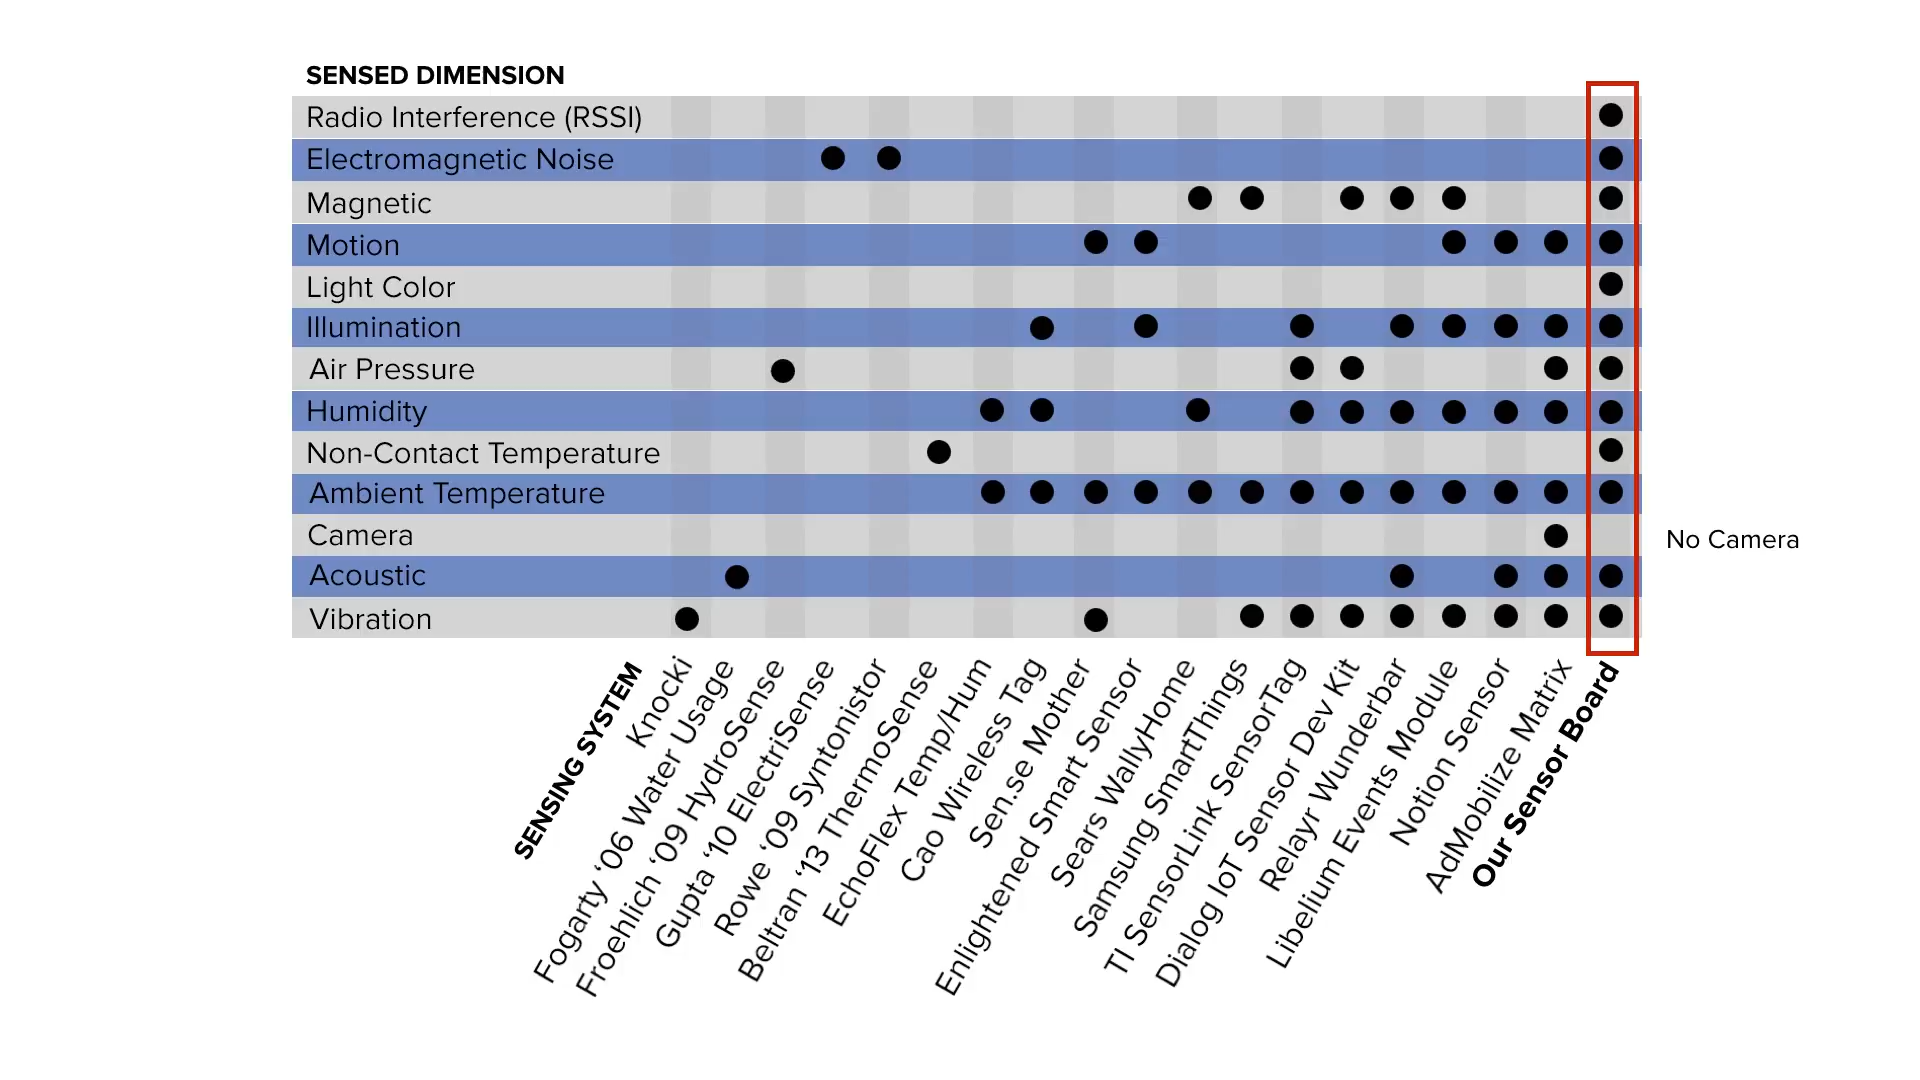 SENSED DIMENSION
Radio Interference (RSSI)
Electromagnetic Noise
Magnetic
Motion
Light Color
Illumination
Air Pressure
Humidity
Non-Contact Temperature
Ambient Temperature
Camera
No Camera
Acoustic
Vibration
SENSING SYSTEM
Knocki
Fogarty ‘06 Water Usage
Froehlich ‘09 HydroSense
Gupta ‘10 ElectriSense
Rowe ‘09 Syntonistor
Beltran ‘13 ThermoSense
EchoFlex Temp/Hum
Cao Wireless Tag
Sen.se Mother
Enlightened Smart Sensor
Sears WallyHome
Samsung SmartThings
TI SensorLink SensorTag
Dialog IoT Sensor Dev Kit
Relayr Wunderbar
Libelium Events Module
Notion Sensor
AdMobilize Matrix
Our Sensor Board